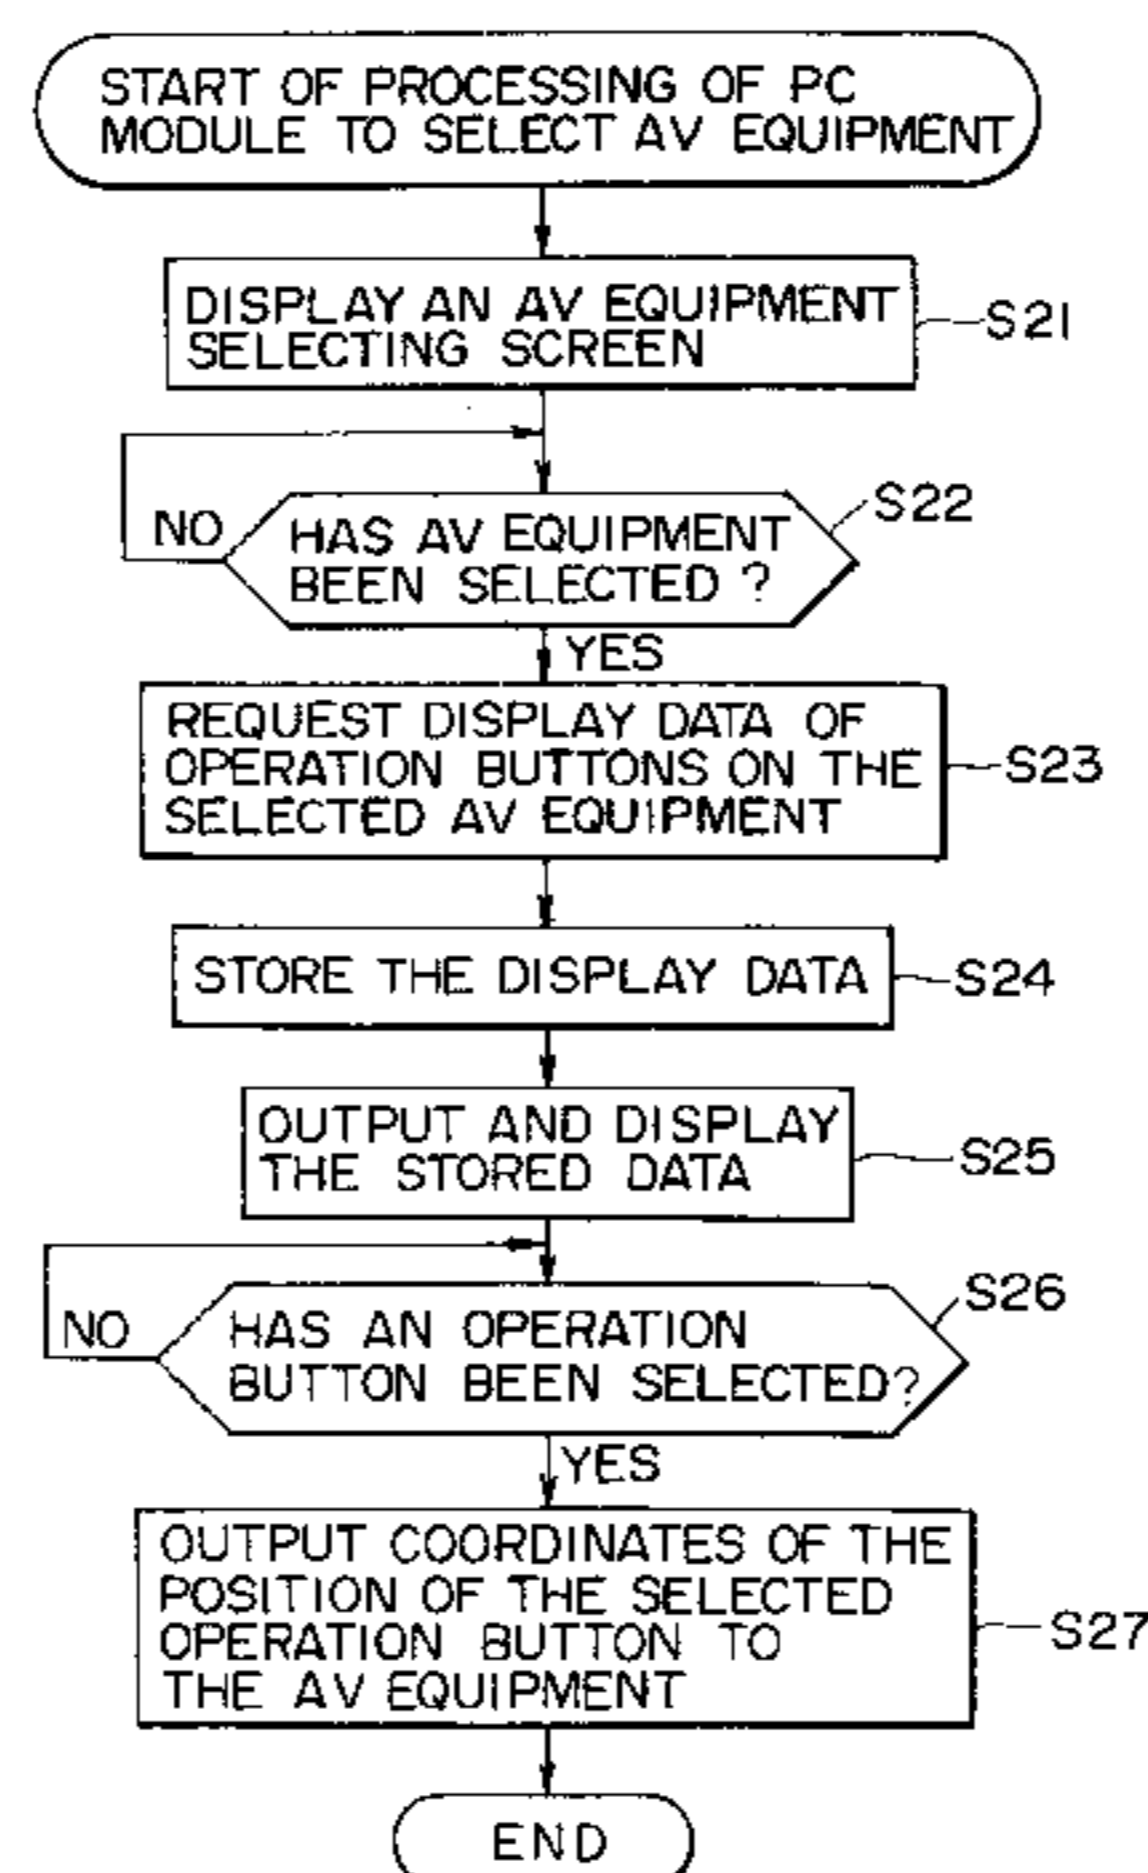 START OF PROCESSING OF PC
MODULE TO SELECT AV EQUIPMENT
DISPLAY AN AV EQUIPMENT
SELECTING SCREEN
S21
NO
HAS AV EQUIPMENT
BEEN SELECTED ?
S22
YES
REQUEST DISPLAY DATA OF
OPERATION BUTTONS ON THE
SELECTED AV EQUIPMENT
S23
STORE THE DISPLAY DATA
S24
OUTPUT AND DISPLAY
THE STORED DATA
S25
NO
HAS AN OPERATION
BUTTON BEEN SELECTED?
S26
YES
OUTPUT COORDINATES OF THE
POSITION OF THE SELECTED
OPERATION BUTTON TO
THE AV EQUIPMENT
S27
END